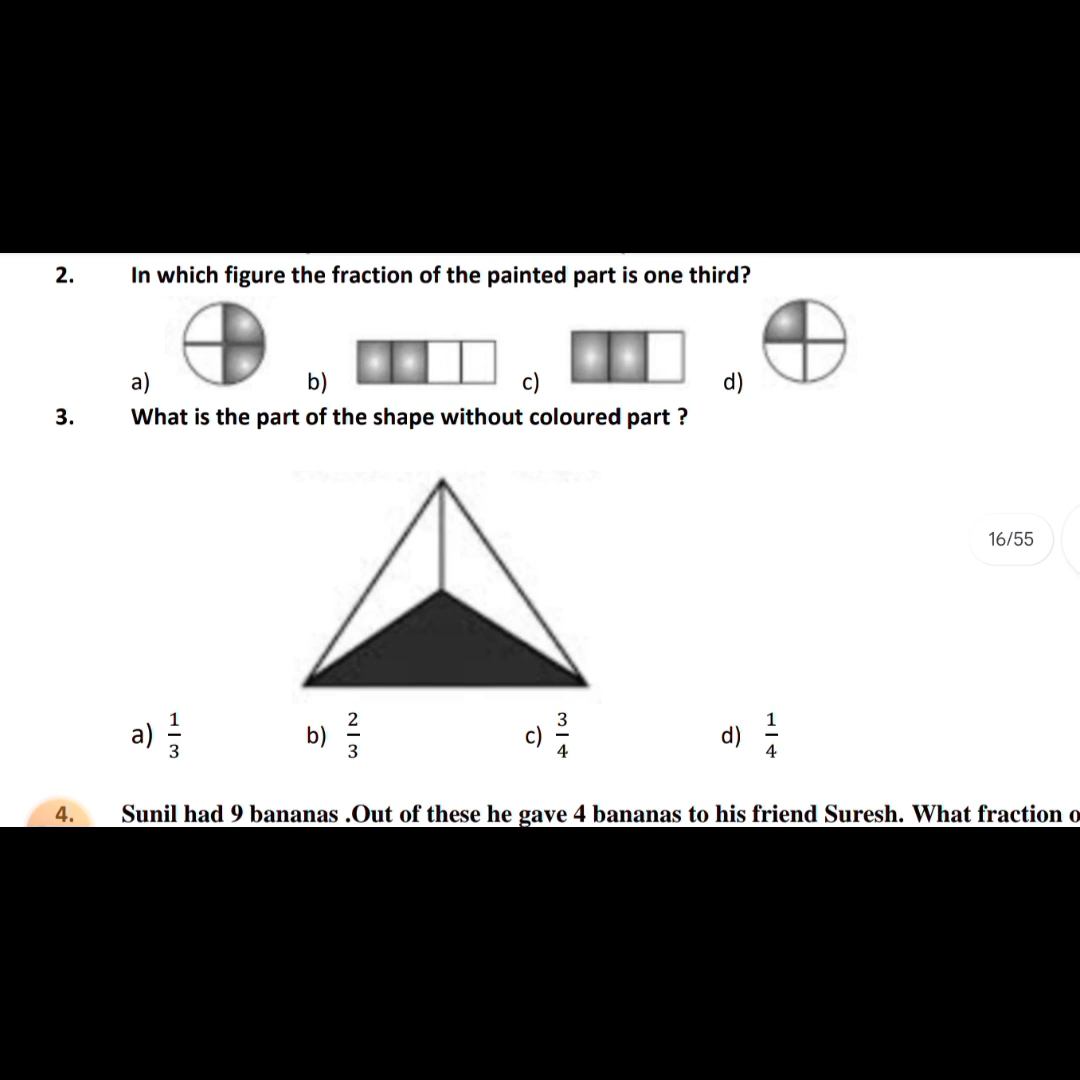 2. In which figure the fraction of the painted part is one third?
a) b) c) d)
3. What is the part of the shape without coloured part ?
16/55
a) 1/3 b) 2/3 c) 3/4 d) 1/4
4. Sunil had 9 bananas .Out of these he gave 4 bananas to his friend Suresh. What fraction o